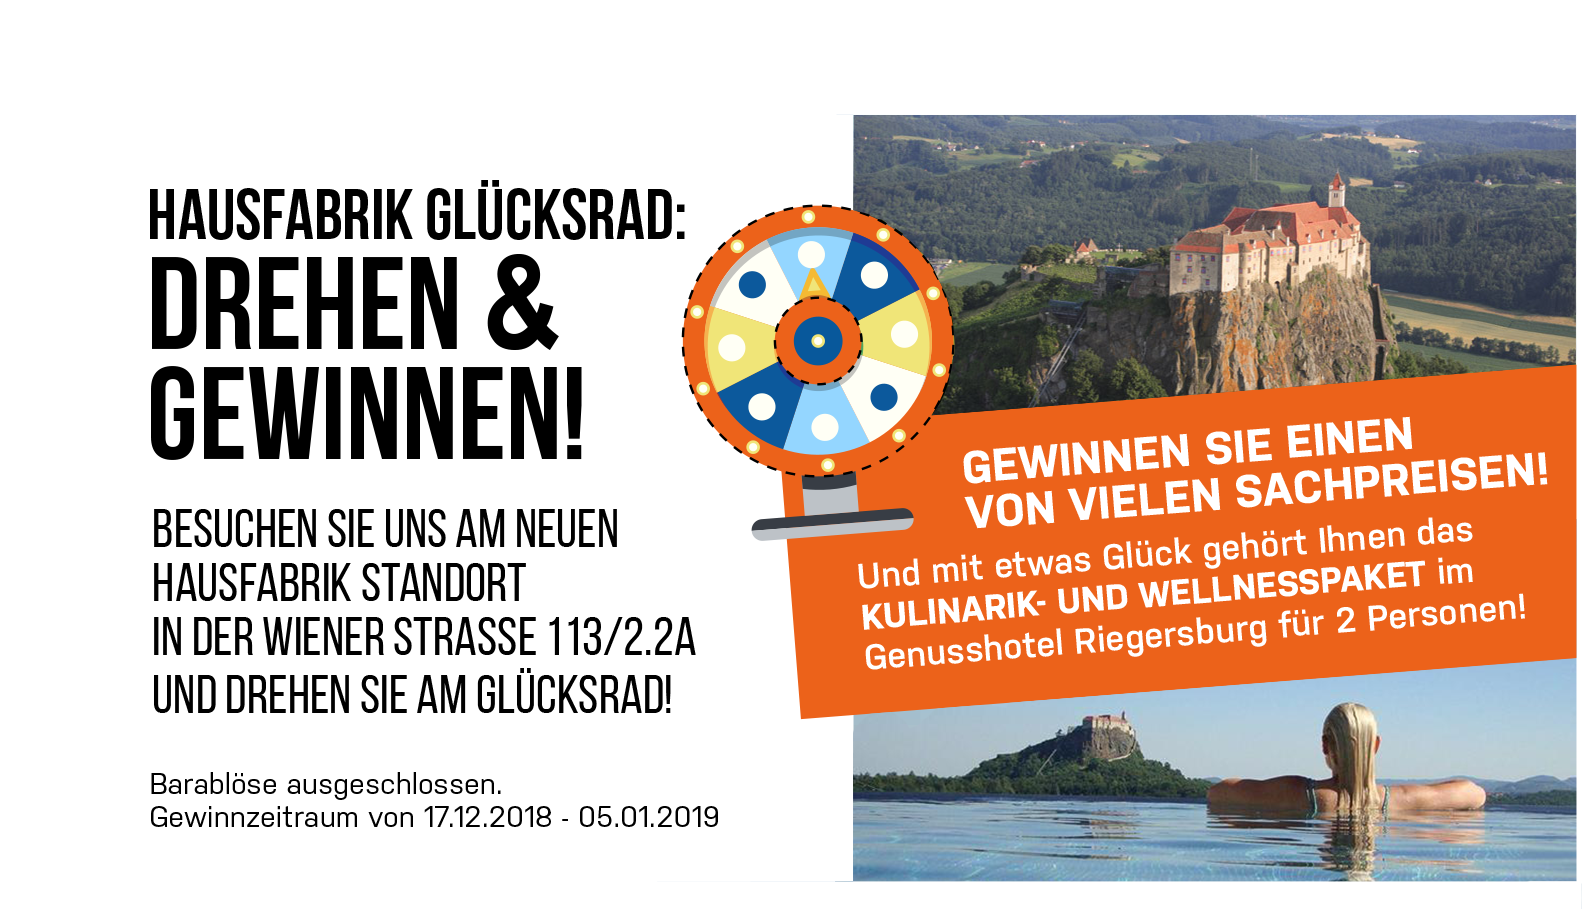 HAUSFABRIK GLÜCKSRAD:
DREHEN &
GEWINNEN!
BESUCHEN SIE UNS AM NEUEN
HAUSFABRIK STANDORT
IN DER WIENER STRASSE 113/2.2A
UND DREHEN SIE AM GLÜCKSRAD!
Barablöse ausgeschlossen.
Gewinnzeitraum von 17.12.2018 - 05.01.2019
GEWINNEN SIE EINEN
VON VIELEN SACHPREISEN!
Und mit etwas Glück gehört Ihnen das
KULINARIK- UND WELLNESSPAKET im
Genusshotel Riegersburg für 2 Personen!